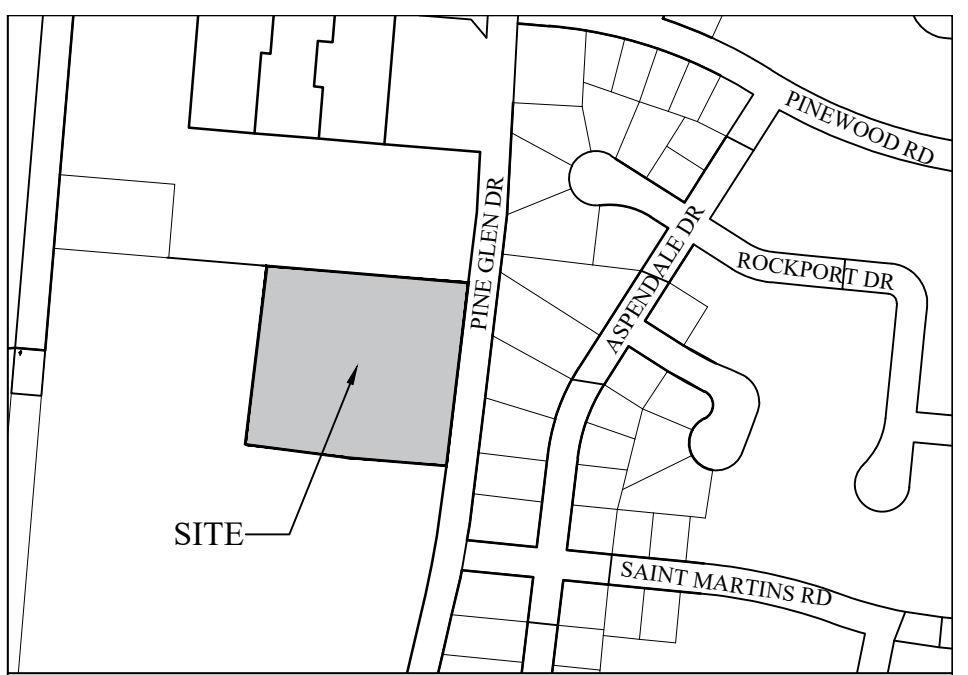 PINEWOOD RD
PINE GLEN DR
ASPENDALE DR
ROCKPORT DR
SITE
SAINT MARTINS RD